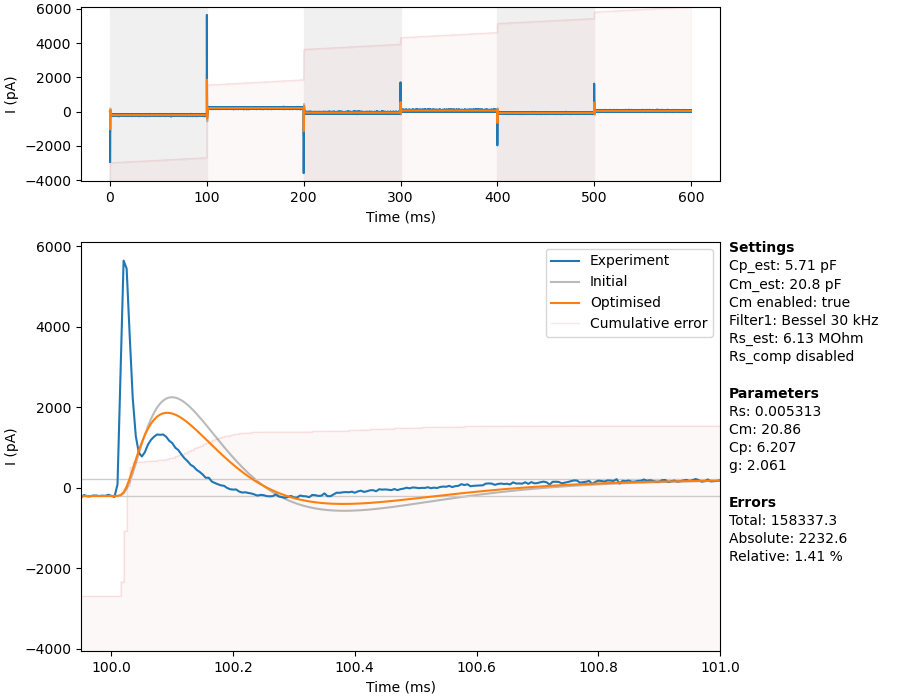 6000
4000
2000
0
−2000
−4000
I (pA)
0 100 200 300 400 500 600
Time (ms)
6000
4000
2000
0
−2000
−4000
I (pA)
Experiment
Initial
Optimised
Cumulative error
100.0 100.2 100.4 100.6 100.8 101.0
Time (ms)
Settings
Cp_est: 5.71 pF
Cm_est: 20.8 pF
Cm enabled: true
Filter1: Bessel 30 kHz
Rs_est: 6.13 MOhm
Rs_comp disabled
Parameters
Rs: 0.005313
Cm: 20.86
Cp: 6.207
g: 2.061
Errors
Total: 158337.3
Absolute: 2232.6
Relative: 1.41 %